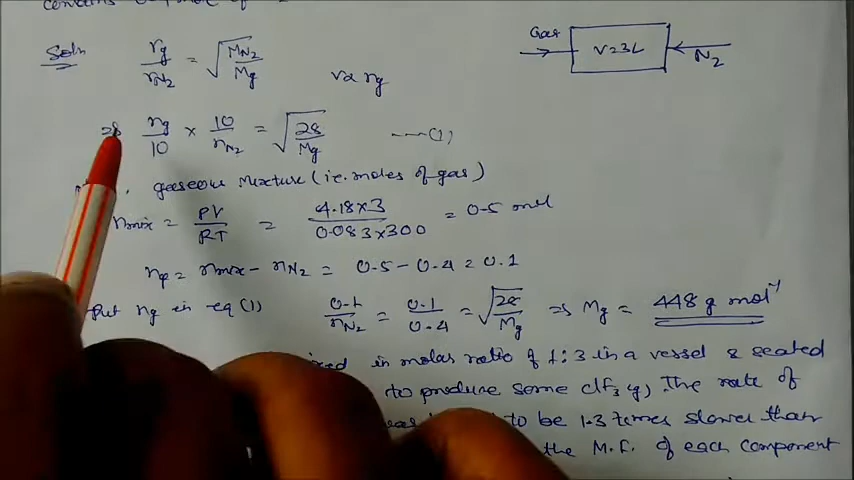 contains
Soln rg/rN2 = √(MN2/Mg) r ∝ ng
Gas V=3L N2
ng/10 × 10/nN2 = √(28/Mg) ---(1)
gaseous Mixture (i.e. moles of gas)
nmix = PV/RT = 4.18×3/0.083×300 = 0.5 mol
ng = nmix - nN2 = 0.5-0.4 = 0.1
put ng in eq (1) 0.1/nN2 = 0.1/0.4 = √(28/Mg) ⇒ Mg = 448 g mol⁻¹
in molar ratio of 1:3 in a vessel & sealed
to produce some ClF3 g). The rate of
to be 1.3 times slower than
the M.F. of each component